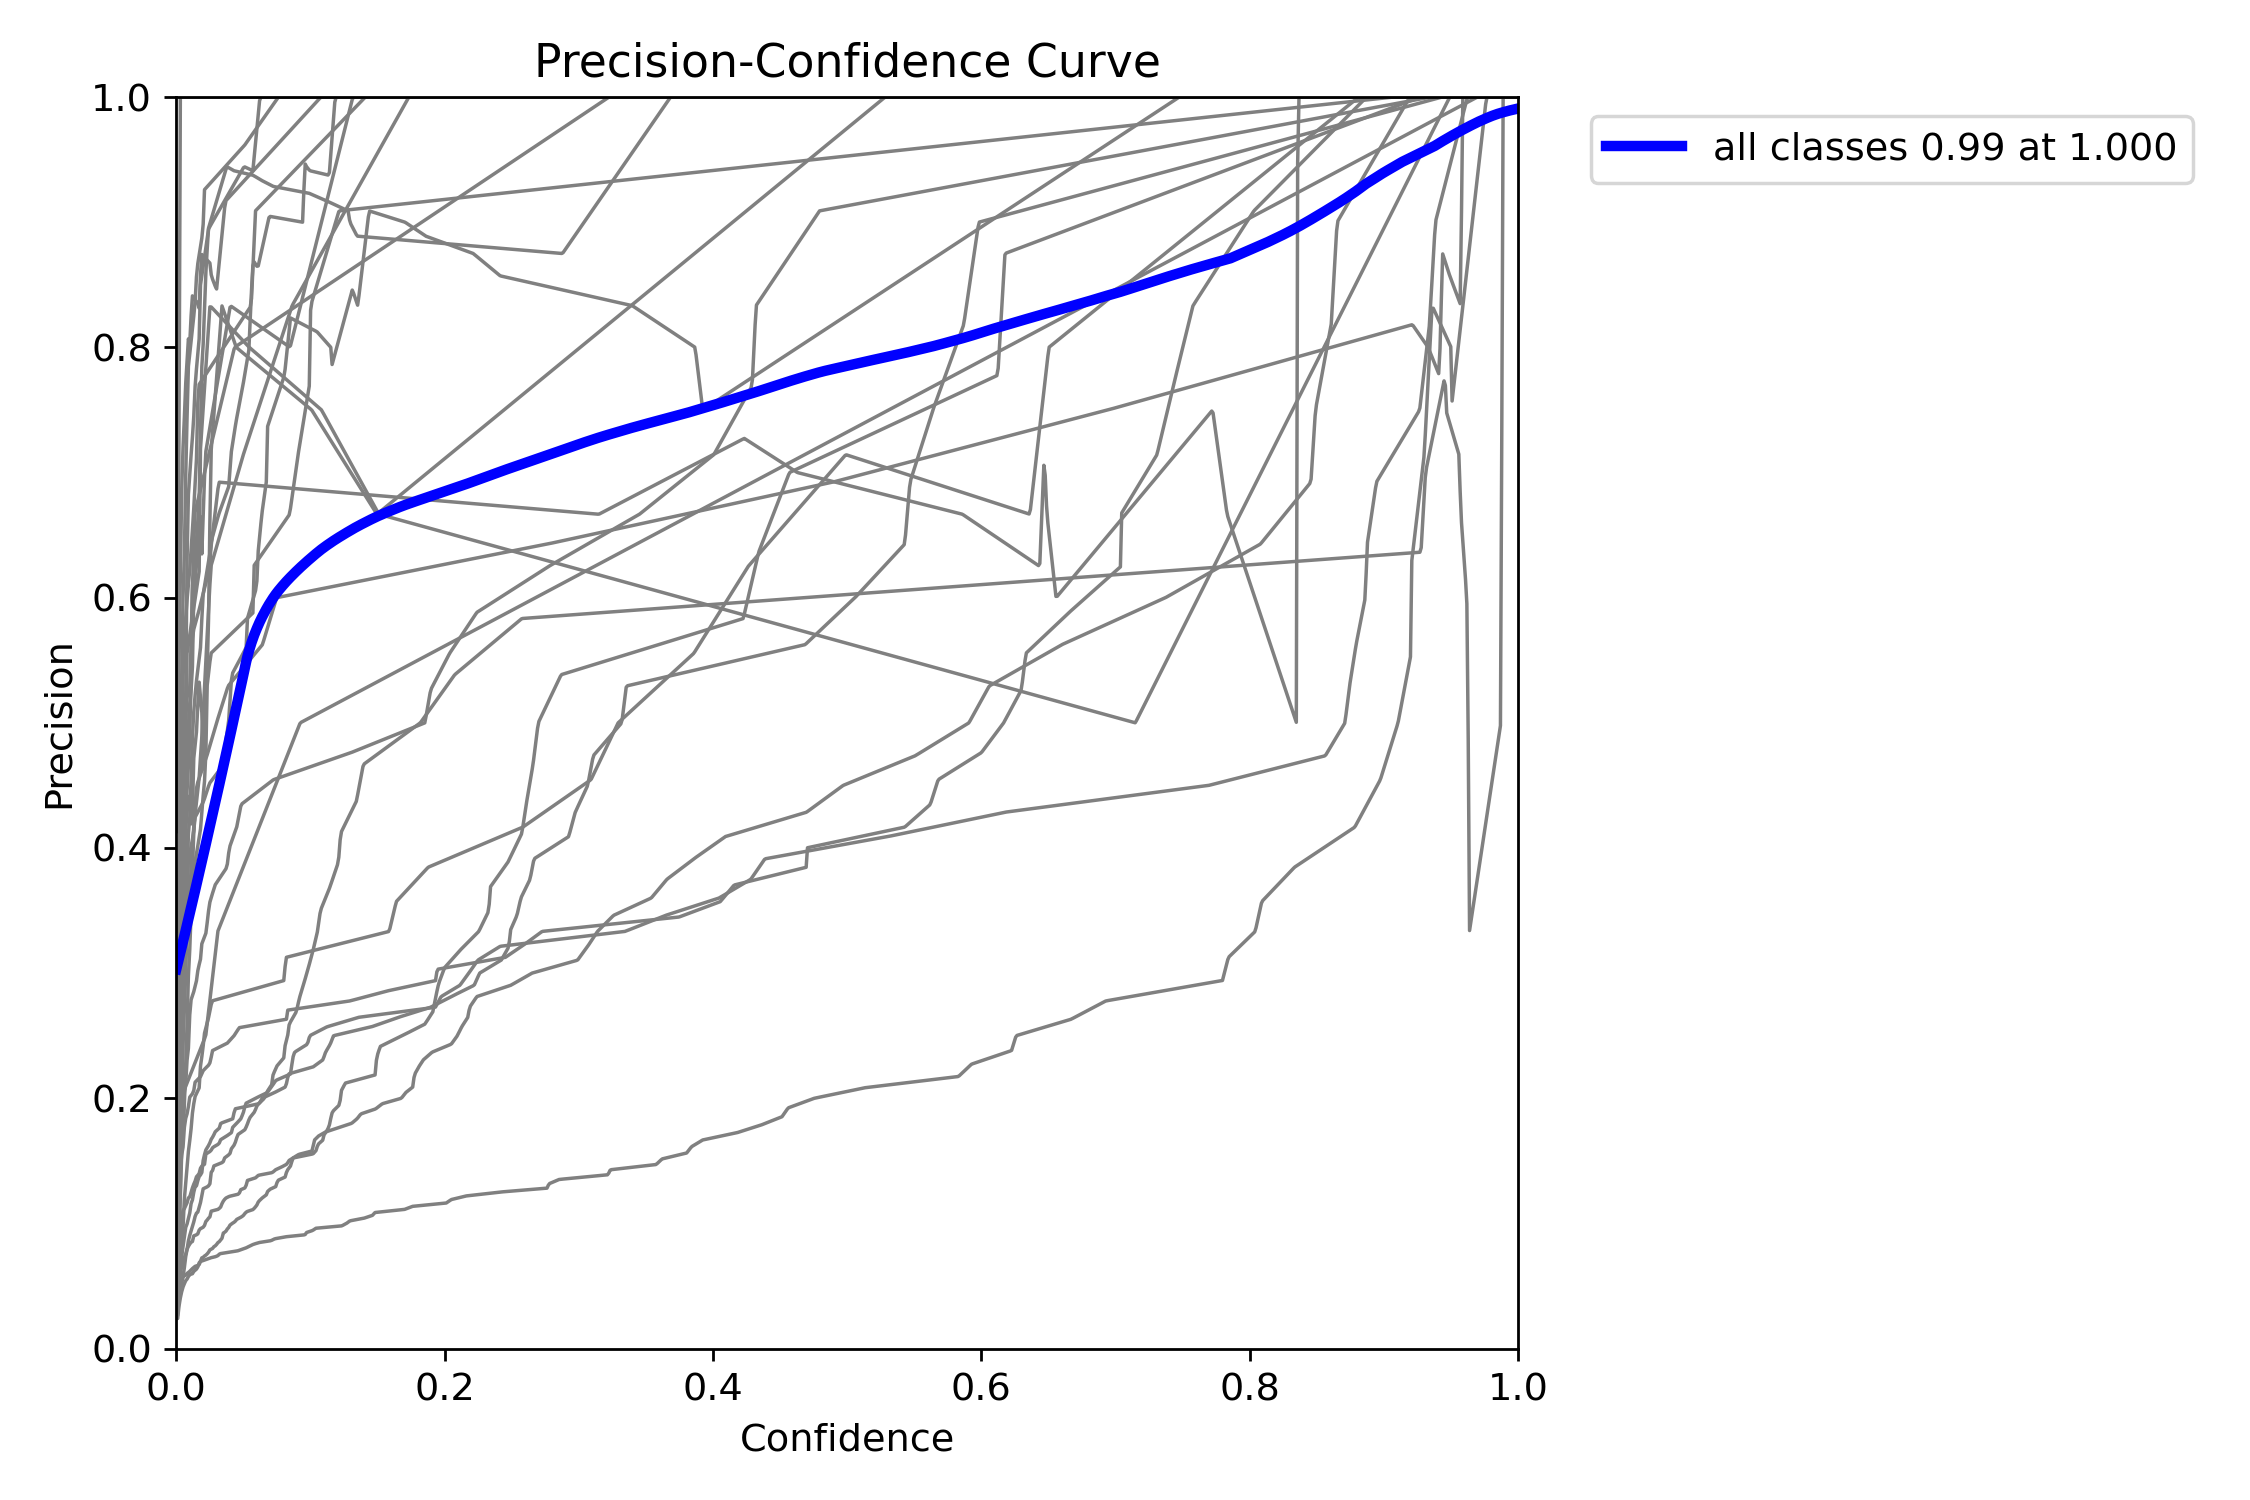 Precision-Confidence Curve
all classes 0.99 at 1.000
Precision
1.0
0.8
0.6
0.4
0.2
0.0
0.0 0.2 0.4 0.6 0.8 1.0
Confidence